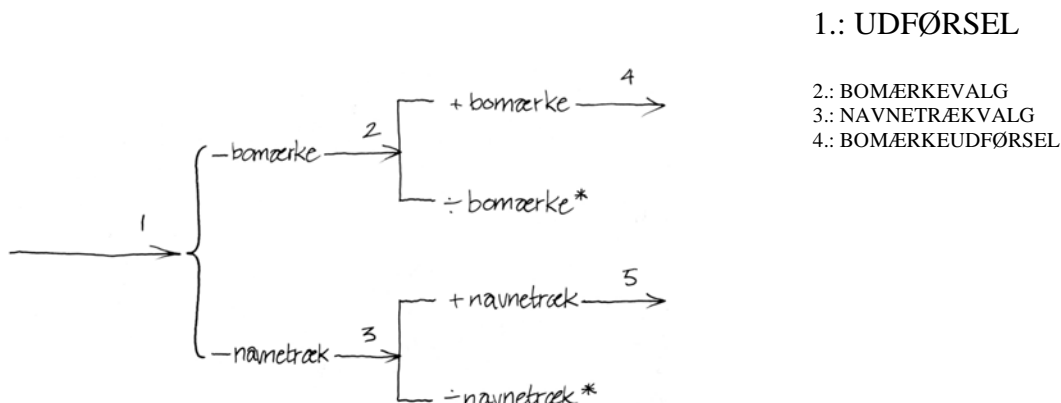 1.: UDFØRSEL
2.: BOMÆRKEVALG
3.: NAVNETRÆKVALG
4.: BOMÆRKEUDFØRSEL
4
+ bomærke
2
bomærke
÷ bomærke*
1
5
+ navnetræk
3
navnetræk
÷ navnetræk*